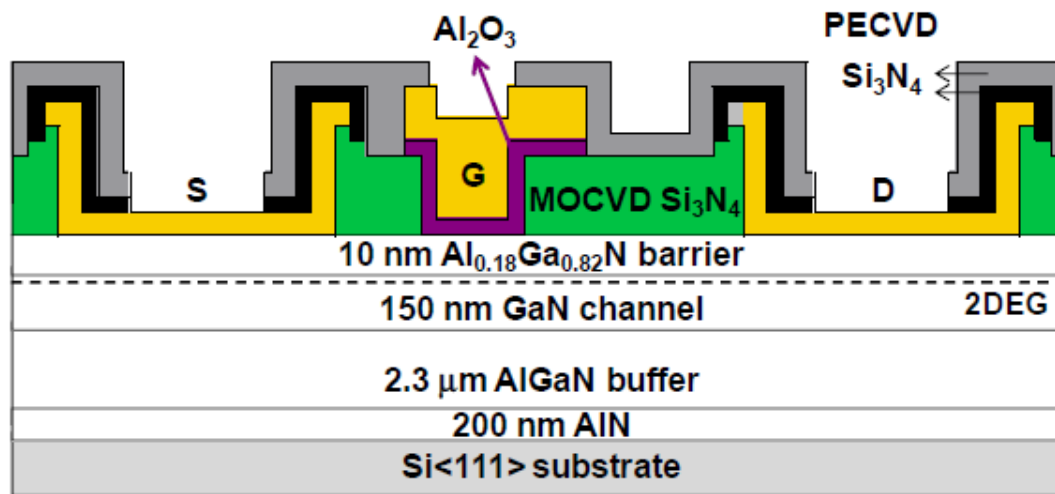 Al₂O₃
PECVD
Si₃N₄
S
G
D
MOCVD Si₃N₄
10 nm Al₀.₁₈Ga₀.₈₂N barrier
2DEG
150 nm GaN channel
2.3 μm AlGaN buffer
200 nm AlN
Si<111> substrate